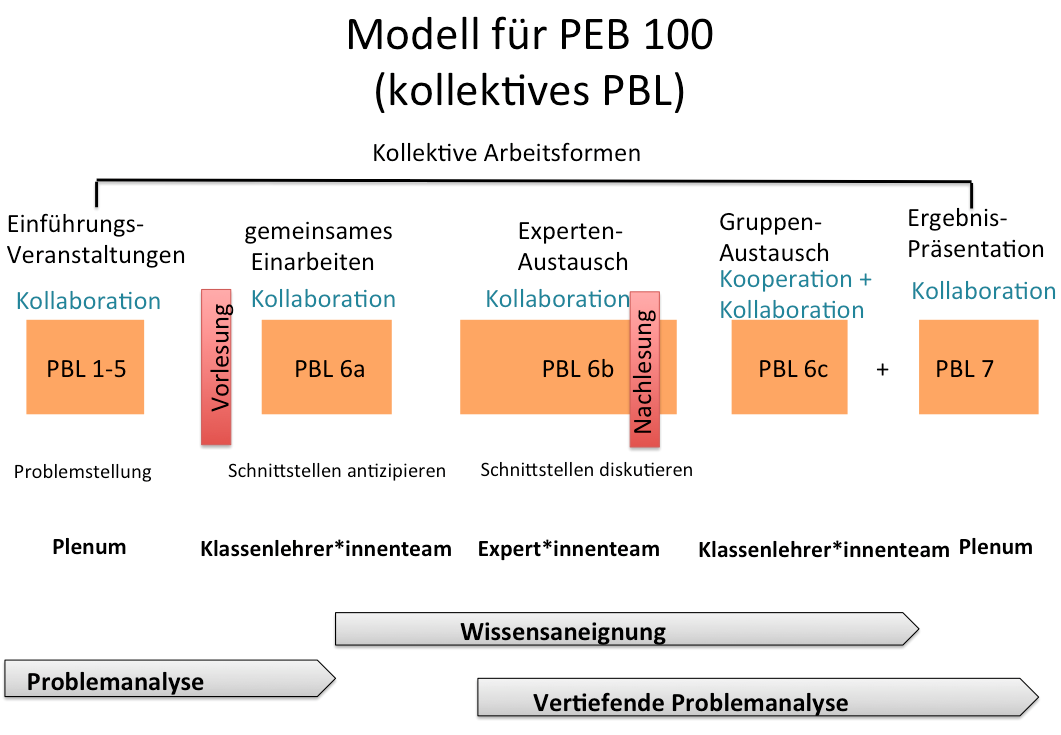 Modell für PEB 100
(kollektives PBL)
Kollektive Arbeitsformen
Einführungs-
Veranstaltungen
gemeinsames
Einarbeiten
Experten-
Austausch
Gruppen-
Austausch
Ergebnis-
Präsentation
Kollaboration
Kollaboration
Kollaboration
Kooperation +
Kollaboration
Kollaboration
PBL 1-5
Vorlesung
PBL 6a
PBL 6b
Nachlesung
PBL 6c
+
PBL 7
Problemstellung
Schnittstellen antizipieren
Schnittstellen diskutieren
Plenum
Klassenlehrer*innenteam
Expert*innenteam
Klassenlehrer*innenteam
Plenum
Wissensaneignung
Problemanalyse
Vertiefende Problemanalyse